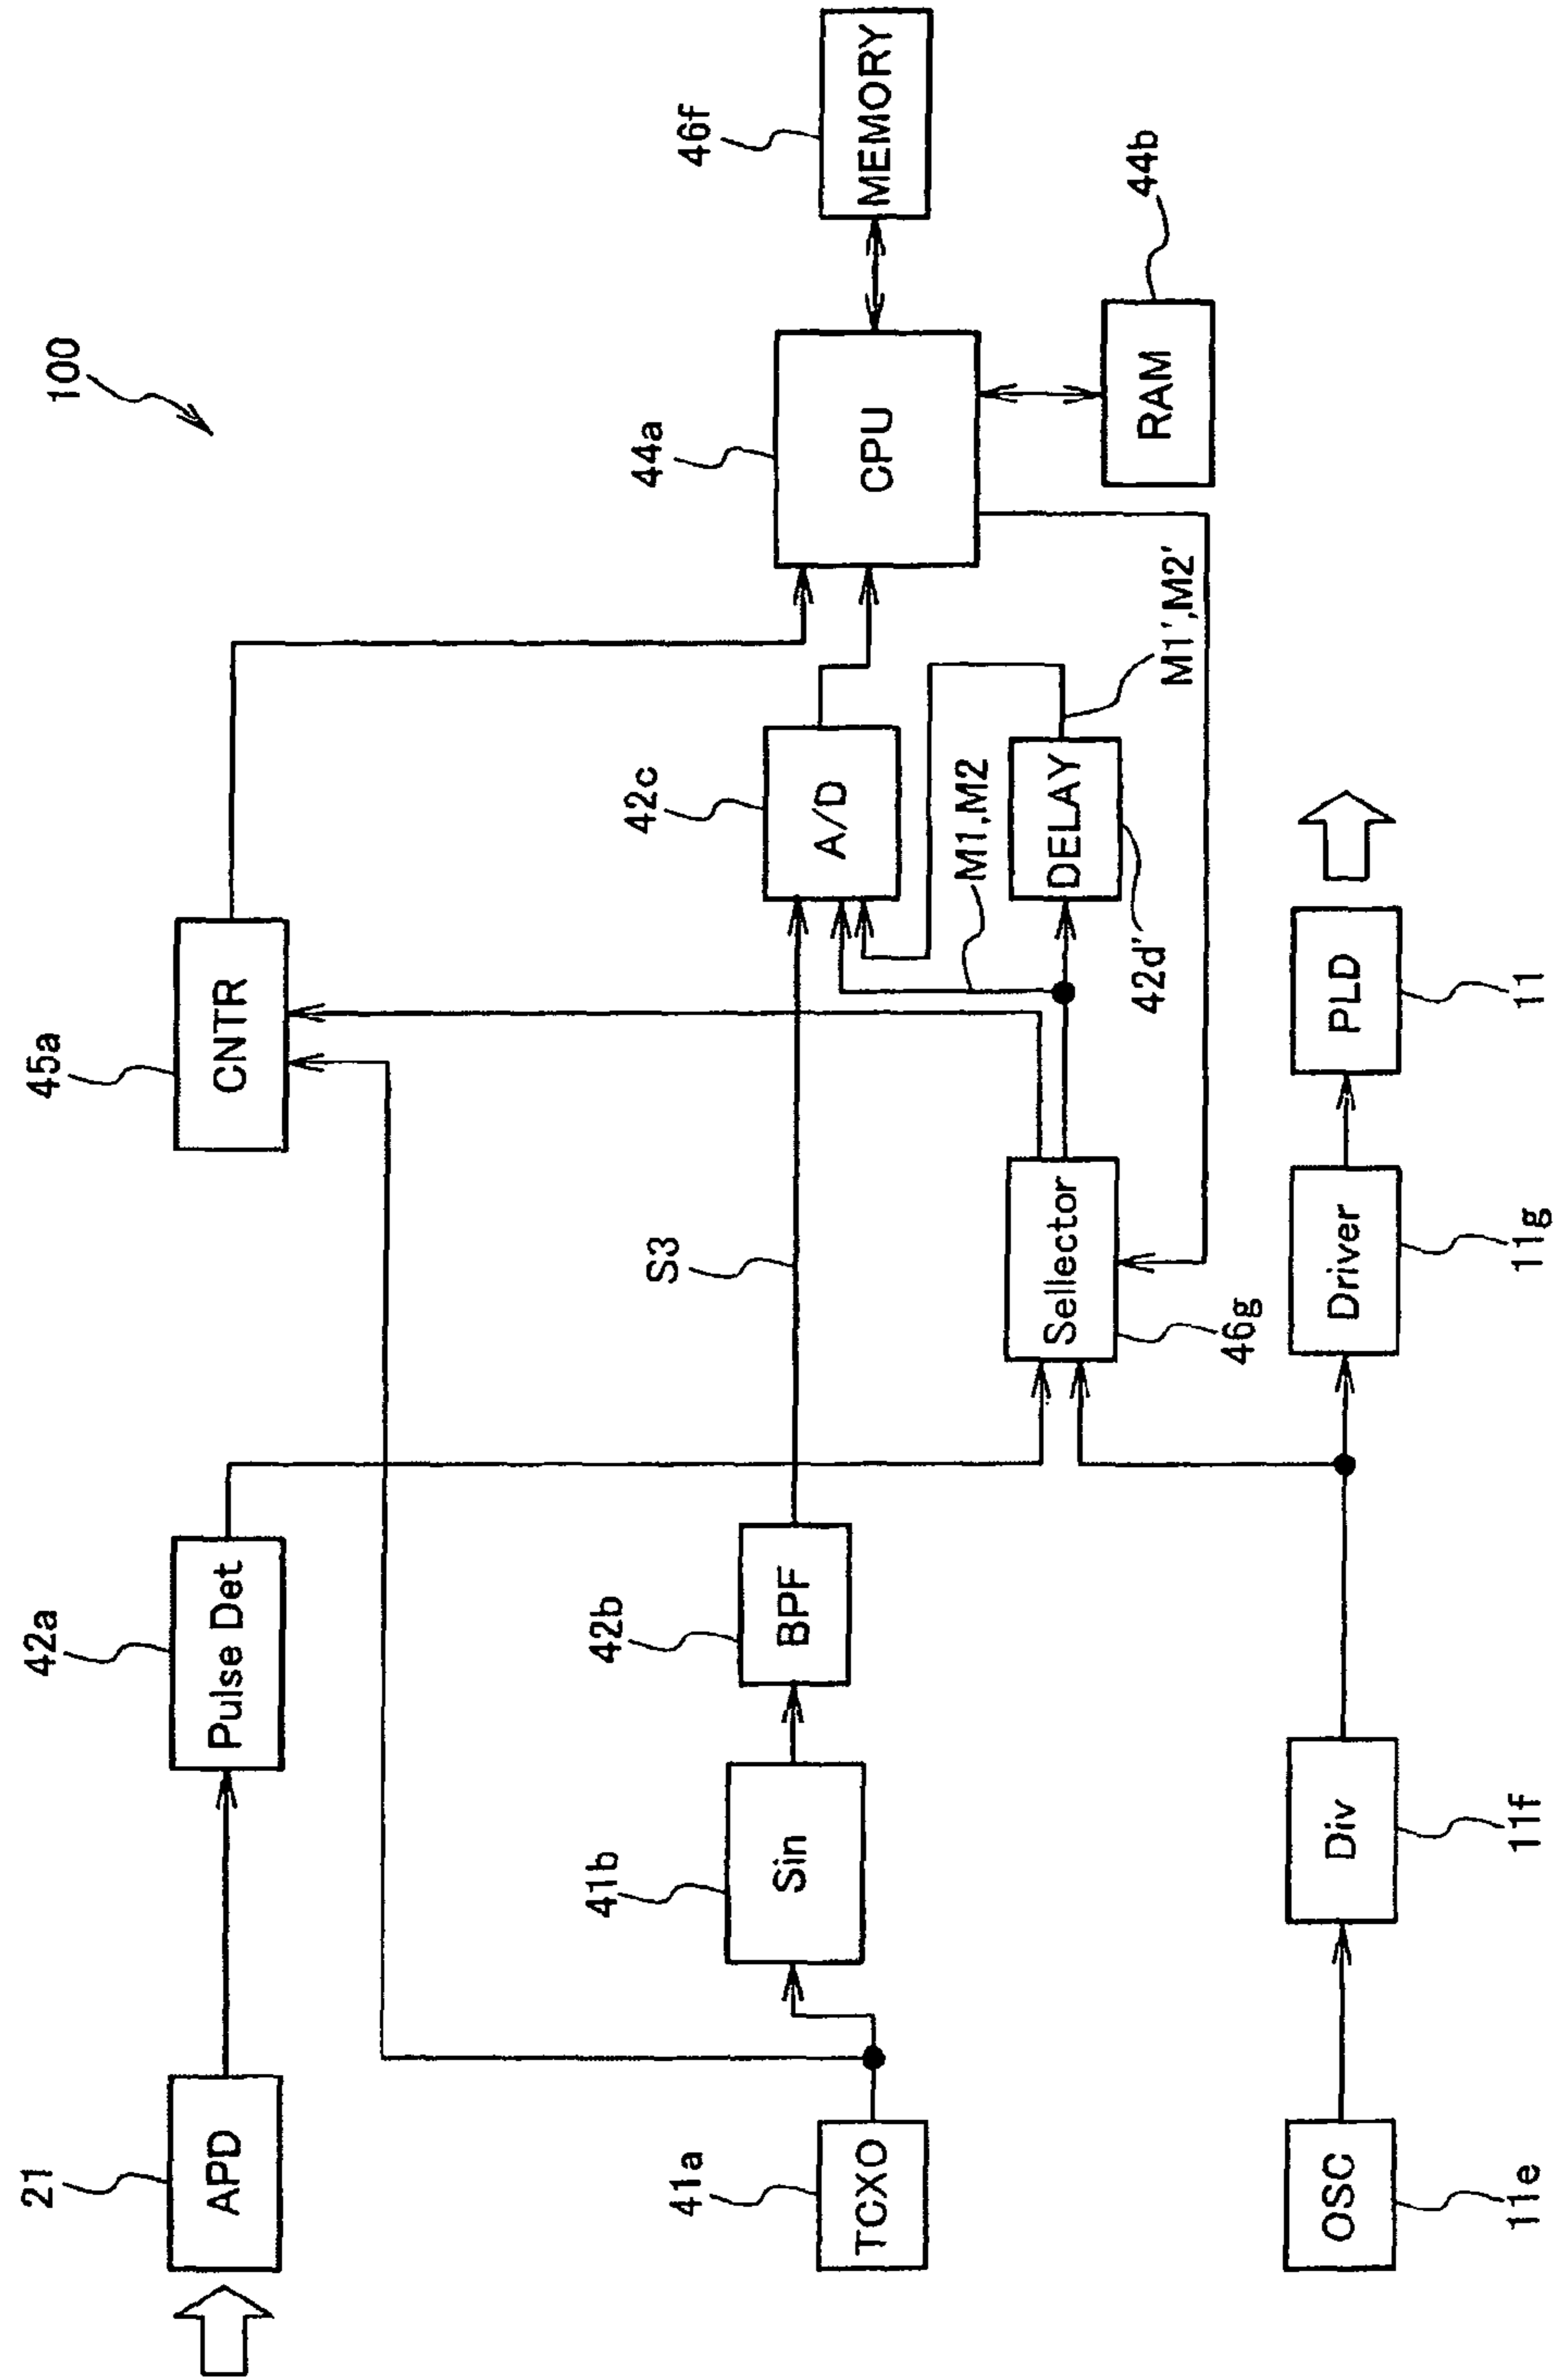 100
21
APD
42a
Pulse Det
45a
CNTR
41a
TCXO
41b
Sin
42b
BPF
S3
42c
A/D
44a
CPU
46f
MEMORY
44b
RAM
M1,M2
M1',M2'
DELAY
42d'
Sellector
46g
OSC
11e
Div
11f
Driver
11g
PLD
11